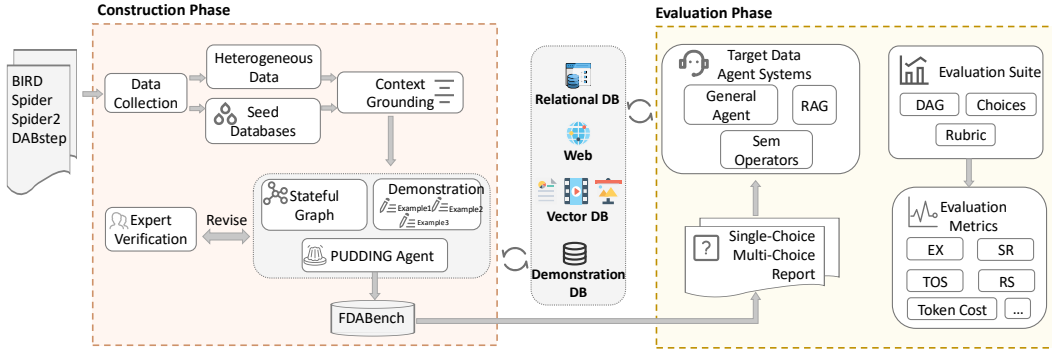 Construction Phase
BIRD
Spider
Spider2
DABstep
Data
Collection
Heterogeneous
Data
Seed
Databases
Context
Grounding
Expert
Verification
Revise
Stateful
Graph
Demonstration
Example1
Example2
Example3
PUDDING Agent
FDABench
Relational DB
Web
Vector DB
Demonstration
DB
Evaluation Phase
Target Data
Agent Systems
General
Agent
RAG
Sem
Operators
?
Single-Choice
Multi-Choice
Report
Evaluation Suite
DAG
Choices
Rubric
Evaluation
Metrics
EX
SR
TOS
RS
Token Cost
...